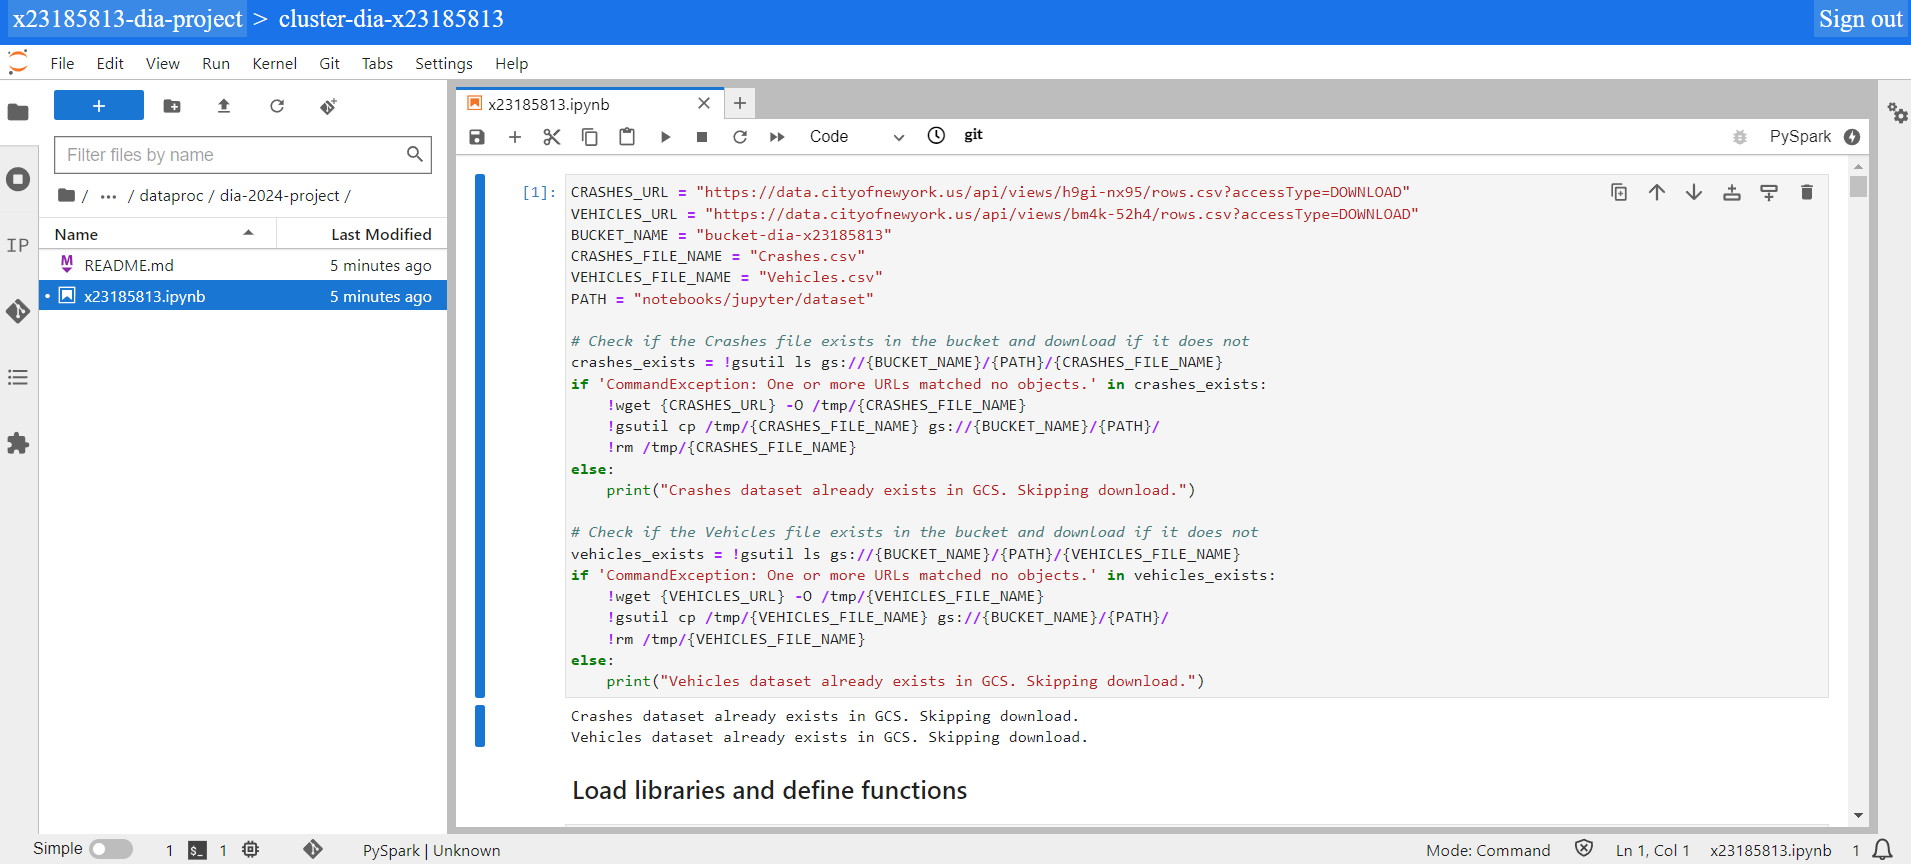 x23185813-dia-project > cluster-dia-x23185813
Sign out
File Edit View Run Kernel Git Tabs Settings Help
Filter files by name
/ ··· / dataproc / dia-2024-project /
Name Last Modified
README.md 5 minutes ago
x23185813.ipynb 5 minutes ago
IP
x23185813.ipynb
Code
git
PySpark
[1]: CRASHES_URL = "https://data.cityofnewyork.us/api/views/h9gi-nx95/rows.csv?accessType=DOWNLOAD"
VEHICLES_URL = "https://data.cityofnewyork.us/api/views/bm4k-52h4/rows.csv?accessType=DOWNLOAD"
BUCKET_NAME = "bucket-dia-x23185813"
CRASHES_FILE_NAME = "Crashes.csv"
VEHICLES_FILE_NAME = "Vehicles.csv"
PATH = "notebooks/jupyter/dataset"
# Check if the Crashes file exists in the bucket and download if it does not
crashes_exists = !gsutil ls gs://{BUCKET_NAME}/{PATH}/{CRASHES_FILE_NAME}
if 'CommandException: One or more URLs matched no objects.' in crashes_exists:
    !wget {CRASHES_URL} -O /tmp/{CRASHES_FILE_NAME}
    !gsutil cp /tmp/{CRASHES_FILE_NAME} gs://{BUCKET_NAME}/{PATH}/
    !rm /tmp/{CRASHES_FILE_NAME}
else:
    print("Crashes dataset already exists in GCS. Skipping download.")
# Check if the Vehicles file exists in the bucket and download if it does not
vehicles_exists = !gsutil ls gs://{BUCKET_NAME}/{PATH}/{VEHICLES_FILE_NAME}
if 'CommandException: One or more URLs matched no objects.' in vehicles_exists:
    !wget {VEHICLES_URL} -O /tmp/{VEHICLES_FILE_NAME}
    !gsutil cp /tmp/{VEHICLES_FILE_NAME} gs://{BUCKET_NAME}/{PATH}/
    !rm /tmp/{VEHICLES_FILE_NAME}
else:
    print("Vehicles dataset already exists in GCS. Skipping download.")
Crashes dataset already exists in GCS. Skipping download.
Vehicles dataset already exists in GCS. Skipping download.
Load libraries and define functions
Simple 1 $_ 1 PySpark | Unknown Mode: Command Ln 1, Col 1 x23185813.ipynb 1